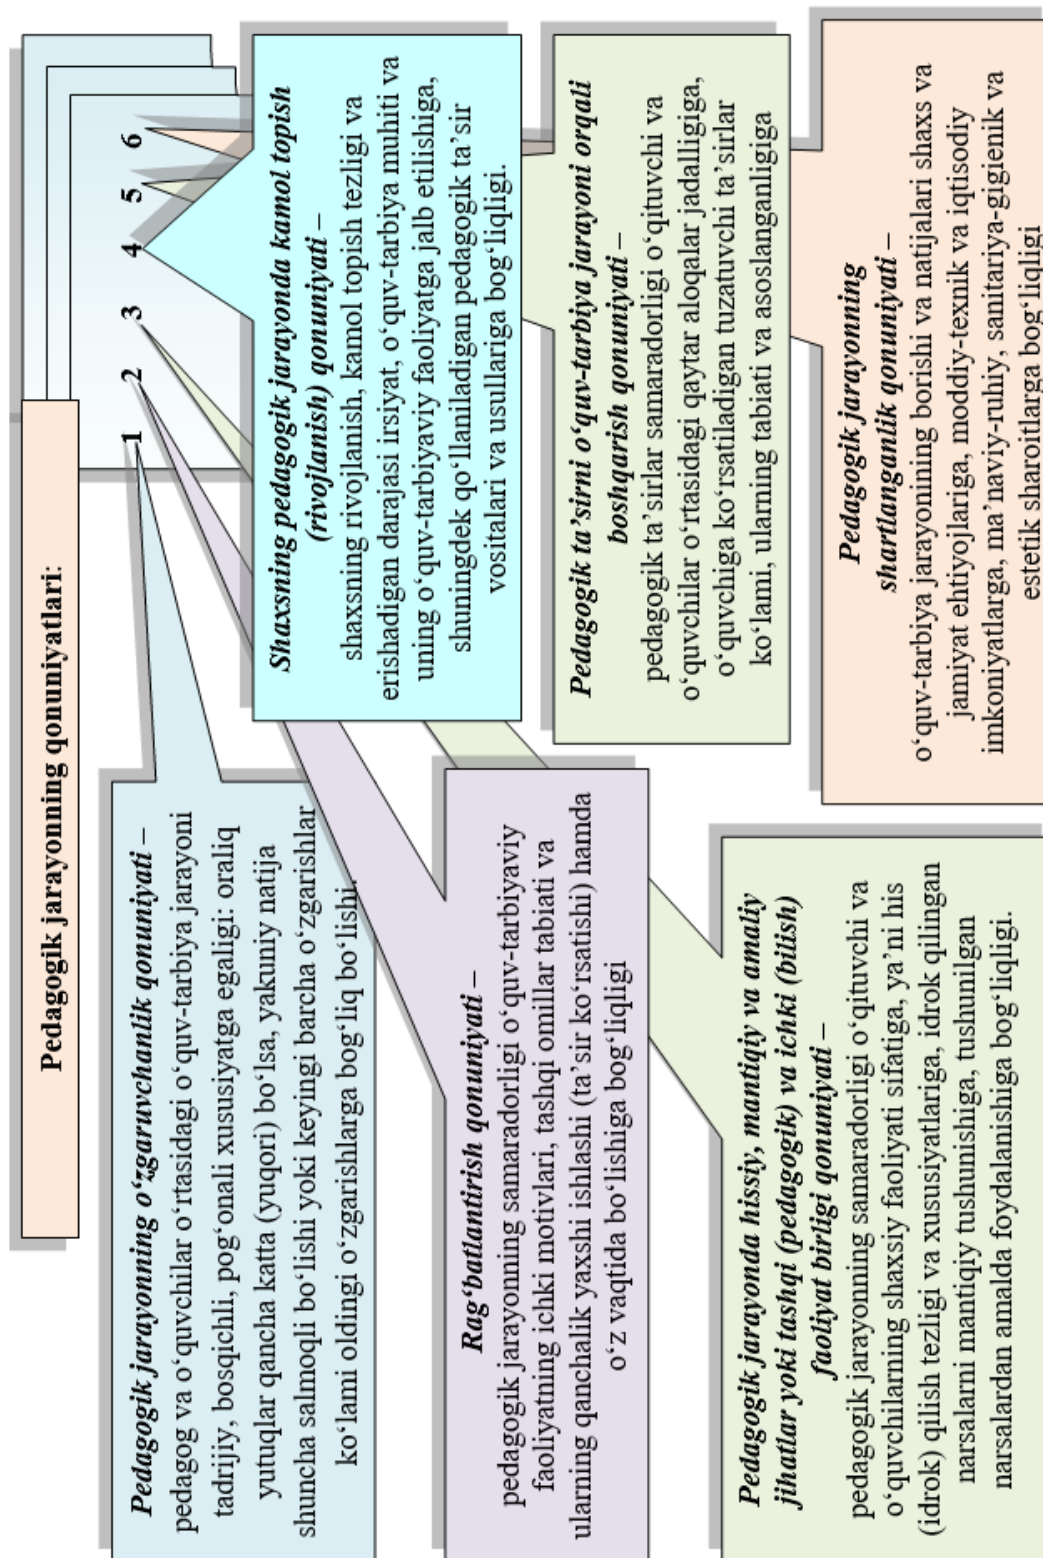 Pedagogik jarayonning qonuniyatlari:
1
2
3
4
5
6
Pedagogik jarayonning o‘zgaruvchanlik qonuniyati –
pedagog va o‘quvchilar o‘rtasidagi o‘quv-tarbiya jarayoni
tadrijiy, bosqichli, pog‘onali xususiyatga egaligi: oraliq
yutuqlar qancha katta (yuqori) bo‘lsa, yakuniy natija
shuncha salmoqli bo‘lishi yoki keyingi barcha o‘zgarishlar
ko‘lami oldingi o‘zgarishlarga bog‘liq bo‘lishi.
Rag‘batlantirish qonuniyati –
pedagogik jarayonning samaradorligi o‘quv-tarbiyaviy
faoliyatning ichki motivlari, tashqi omillar tabiati va
ularning qanchalik yaxshi ishlashi (ta’sir ko‘rsatishi) hamda
o‘z vaqtida bo‘lishiga bog‘liqligi
Pedagogik jarayonda hissiy, mantiqiy va amaliy
jihatlar yoki tashqi (pedagogik) va ichki (bilish)
faoliyat birligi qonuniyati –
pedagogik jarayonning samaradorligi o‘qituvchi va
o‘quvchilarning shaxsiy faoliyati sifatiga, ya’ni his
(idrok) qilish tezligi va xususiyatlariga, idrok qilingan
narsalarni mantiqiy tushunishiga, tushunilgan
narsalardan amalda foydalanishiga bog‘liqligi.
Shaxsning pedagogik jarayonda kamol topish
(rivojlanish) qonuniyati –
shaxsning rivojlanish, kamol topish tezligi va
erishadigan darajasi irsiyat, o‘quv-tarbiya muhiti va
uning o‘quv-tarbiyaviy faoliyatga jalb etilishiga,
shuningdek qo‘llaniladigan pedagogik ta’sir
vositalari va usullariga bog‘liqligi.
Pedagogik ta’sirni o‘quv-tarbiya jarayoni orqali
boshqarish qonuniyati –
pedagogik ta’sirlar samaradorligi o‘qituvchi va
o‘quvchilar o‘rtasidagi qaytar aloqalar jadalligiga,
o‘quvchiga ko‘rsatiladigan tuzatuvchi ta’sirlar
ko‘lami, ularning tabiati va asoslanganligiga
Pedagogik jarayonning
shartlanganlik qonuniyati –
o‘quv-tarbiya jarayonining borishi va natijalari shaxs va
jamiyat ehtiyojlariga, moddiy-texnik va iqtisodiy
imkoniyatlarga, ma’naviy-ruhiy, sanitariya-gigienik va
estetik sharoitlarga bog‘liqligi